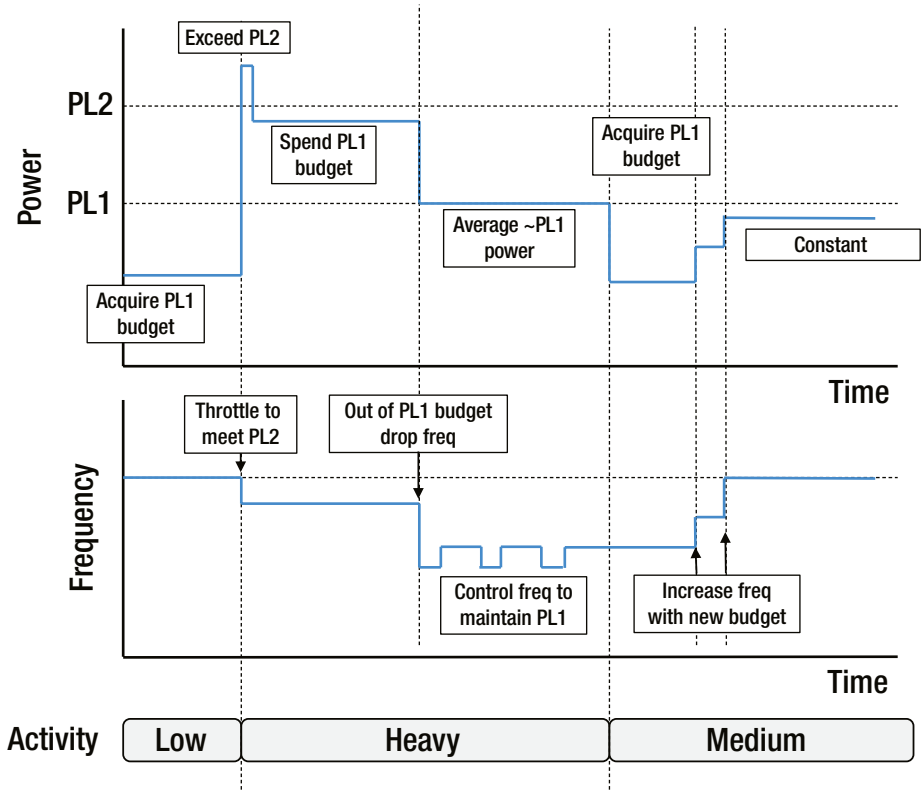 Exceed PL2
PL2
Spend PL1
budget
Acquire PL1
budget
PL1
Power
Average ~PL1
power
Constant
Acquire PL1
budget
Time
Throttle to
meet PL2
Out of PL1 budget
drop freq
Frequency
Control freq to
maintain PL1
Increase freq
with new budget
Time
Activity
Low
Heavy
Medium